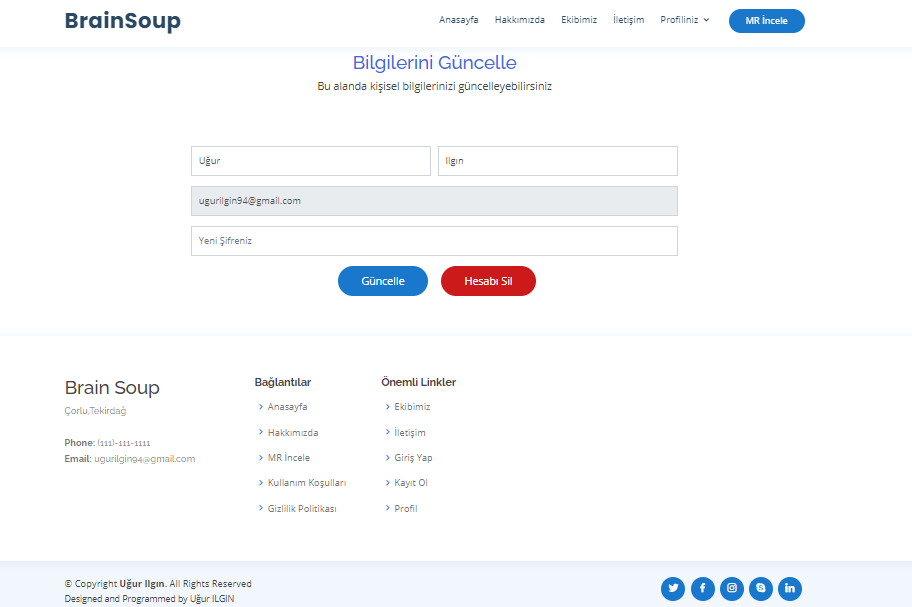 BrainSoup
Anasayfa Hakkımızda Ekibimiz İletişim Profiliniz MR İncele
Bilgilerini Güncelle
Bu alanda kişisel bilgilerinizi güncelleyebilirsiniz
Uğur Ilgın
ugurilgin94@gmail.com
Yeni Şifreniz
Güncelle Hesabı Sil
Brain Soup
Çorlu,Tekirdağ
Phone: (111)-111-1111
Email: ugurilgin94@gmail.com
Bağlantılar
Anasayfa
Hakkımızda
MR İncele
Kullanım Koşulları
Gizlilik Politikası
Önemli Linkler
Ekibimiz
İletişim
Giriş Yap
Kayıt Ol
Profil
© Copyright Uğur Ilgın. All Rights Reserved
Designed and Programmed by Uğur ILGIN